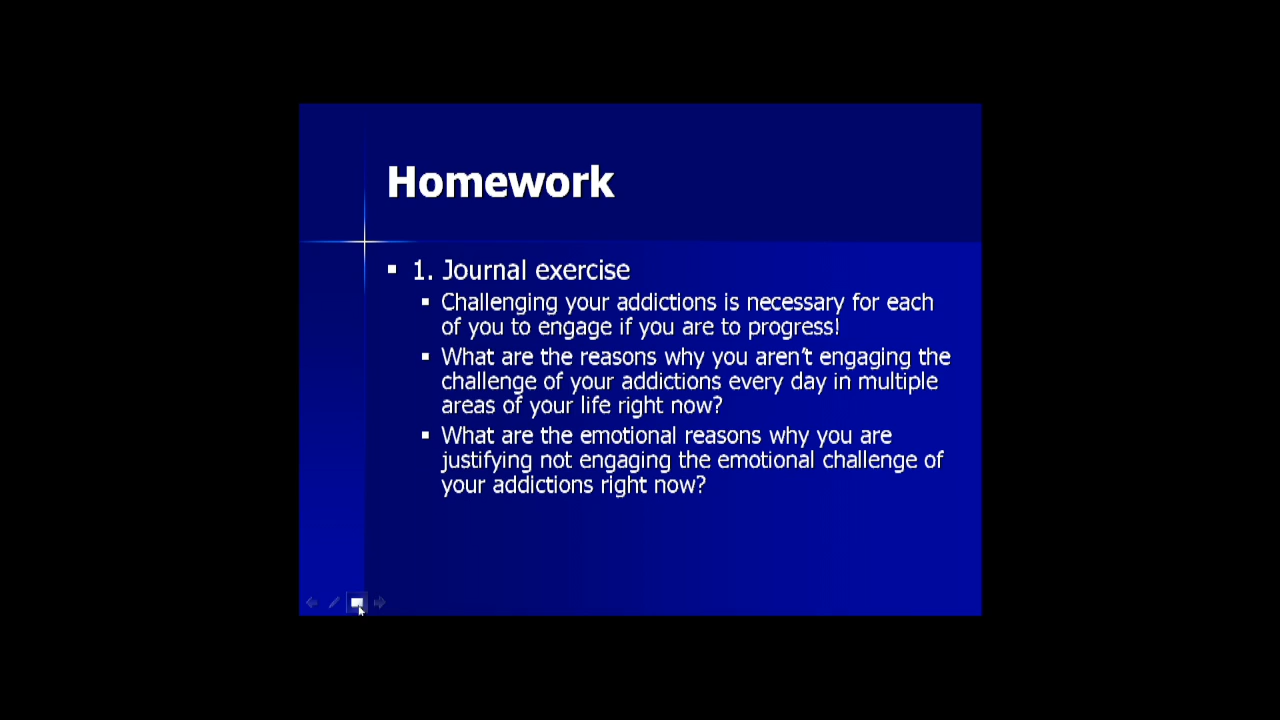 Homework
1. Journal exercise
Challenging your addictions is necessary for each
of you to engage if you are to progress!
What are the reasons why you aren't engaging the
challenge of your addictions every day in multiple
areas of your life right now?
What are the emotional reasons why you are
justifying not engaging the emotional challenge of
your addictions right now?